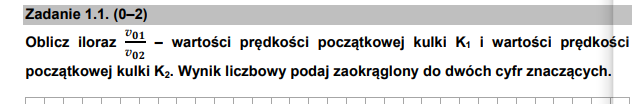 Zadanie 1.1. (0–2)
Oblicz iloraz v₀₁/v₀₂ – wartości prędkości początkowej kulki K₁ i wartości prędkości
początkowej kulki K₂. Wynik liczbowy podaj zaokrąglony do dwóch cyfr znaczących.